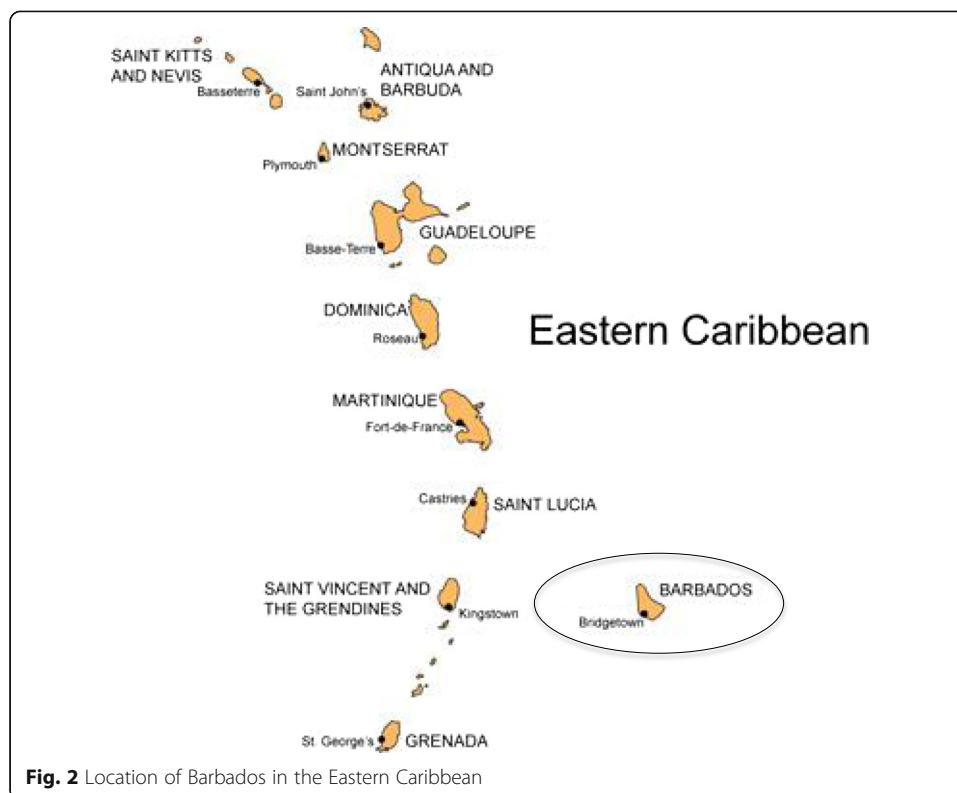 SAINT KITTS
AND NEVIS
Basseterre
ANTIQUA AND
BARBUDA
Saint John's
MONTSERRAT
Plymouth
GUADELOUPE
Basse-Terre
DOMINICA
Roseau
Eastern Caribbean
MARTINIQUE
Fort-de-France
Castries
SAINT LUCIA
SAINT VINCENT AND
THE GRENDINES
Kingstown
BARBADOS
Bridgetown
St. George's
GRENADA
Fig. 2 Location of Barbados in the Eastern Caribbean